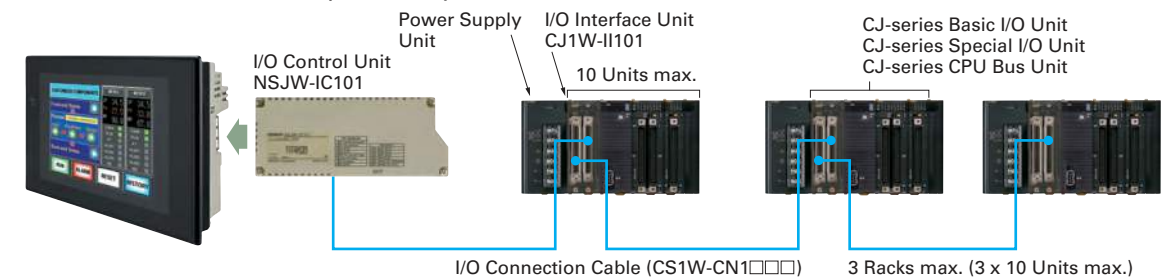 Power Supply
Unit
I/O Interface Unit
CJ1W-II101
CJ-series Basic I/O Unit
CJ-series Special I/O Unit
CJ-series CPU Bus Unit
I/O Control Unit
NSJW-IC101
10 Units max.
RESET
I/O Connection Cable (CS1W-CN1□□□)
3 Racks max. (3 x 10 Units max.)